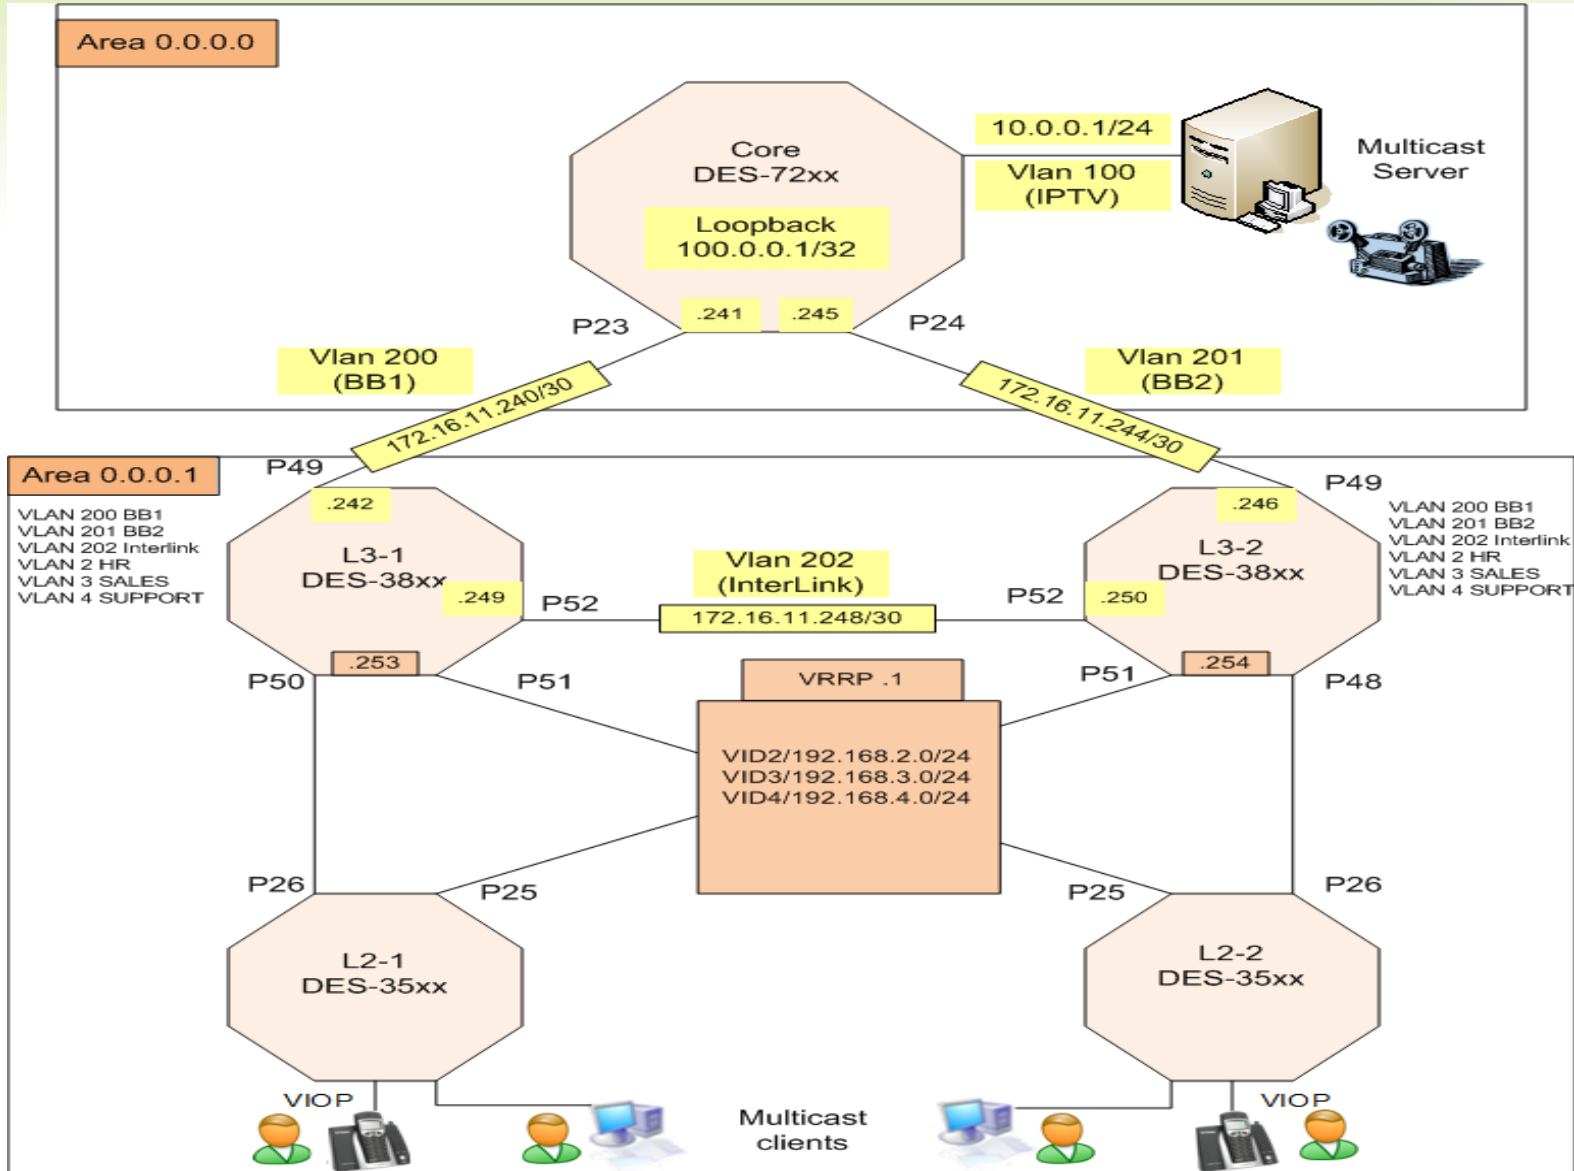 Area 0.0.0.0
Core
DES-72xx
Loopback
100.0.0.1/32
10.0.0.1/24
Vlan 100
(IPTV)
Multicast
Server
.241
.245
P23
P24
Vlan 200
(BB1)
Vlan 201
(BB2)
172.16.11.240/30
172.16.11.244/30
Area 0.0.0.1
P49
P49
VLAN 200 BB1
VLAN 201 BB2
VLAN 202 Interlink
VLAN 2 HR
VLAN 3 SALES
VLAN 4 SUPPORT
.242
L3-1
DES-38xx
.249
P52
Vlan 202
(InterLink)
172.16.11.248/30
P52
.246
L3-2
DES-38xx
.250
VLAN 200 BB1
VLAN 201 BB2
VLAN 202 Interlink
VLAN 2 HR
VLAN 3 SALES
VLAN 4 SUPPORT
.253
.254
P50
P51
VRRP .1
P51
P48
VID2/192.168.2.0/24
VID3/192.168.3.0/24
VID4/192.168.4.0/24
P26
P25
P25
P26
L2-1
DES-35xx
L2-2
DES-35xx
VIOP
Multicast
clients
VIOP